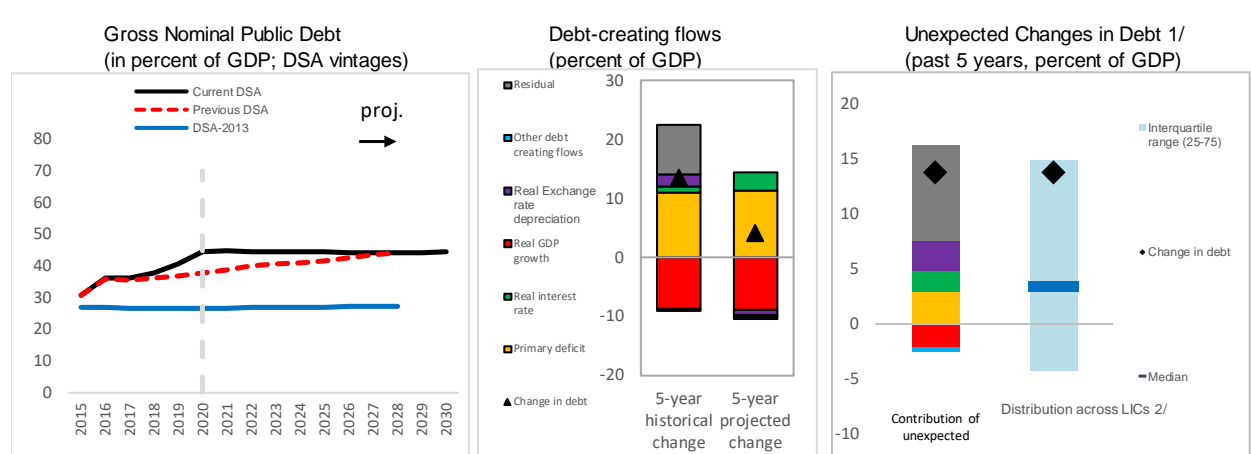 Gross Nominal Public Debt
(in percent of GDP; DSA vintages)
Current DSA
Previous DSA
DSA-2013
proj.
80
70
60
50
40
30
20
10
0
2015
2016
2017
2018
2019
2020
2021
2022
2023
2024
2025
2026
2027
2028
2029
2030
Debt-creating flows
(percent of GDP)
Residual
Other debt
creating flows
Real Exchange
rate
depreciation
Real GDP
growth
Real interest
rate
Primary deficit
Change in debt
30
20
10
0
-10
-20
5-year
historical
change
5-year
projected
change
Unexpected Changes in Debt 1/
(past 5 years, percent of GDP)
20
15
10
5
0
-5
-10
Interquartile
range (25-75)
Change in debt
Median
Contribution of
unexpected
Distribution across LICs 2/